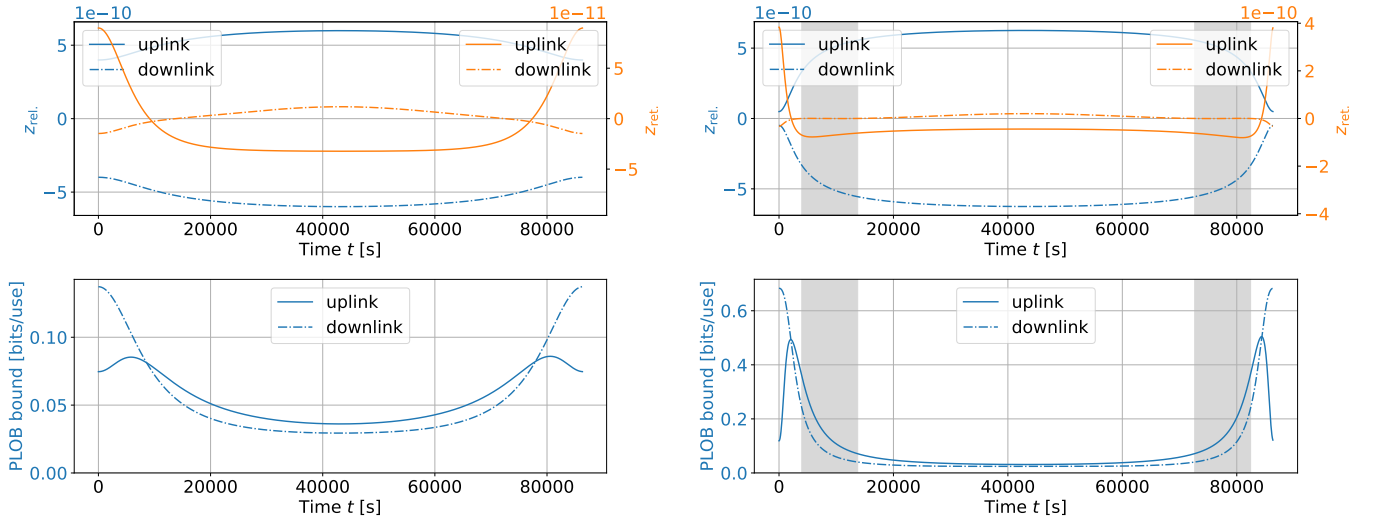 1e−10
1e−11
5
0
−5
z_rel.
5
0
−5
z_ret.
uplink
downlink
uplink
downlink
0 20000 40000 60000 80000
Time t [s]
1e−10
1e−10
5
0
−5
z_rel.
4
2
0
−2
−4
z_ret.
uplink
downlink
uplink
downlink
0 20000 40000 60000 80000
Time t [s]
PLOB bound [bits/use]
0.10
0.05
0.00
uplink
downlink
0 20000 40000 60000 80000
Time t [s]
PLOB bound [bits/use]
0.6
0.4
0.2
0.0
uplink
downlink
0 20000 40000 60000 80000
Time t [s]